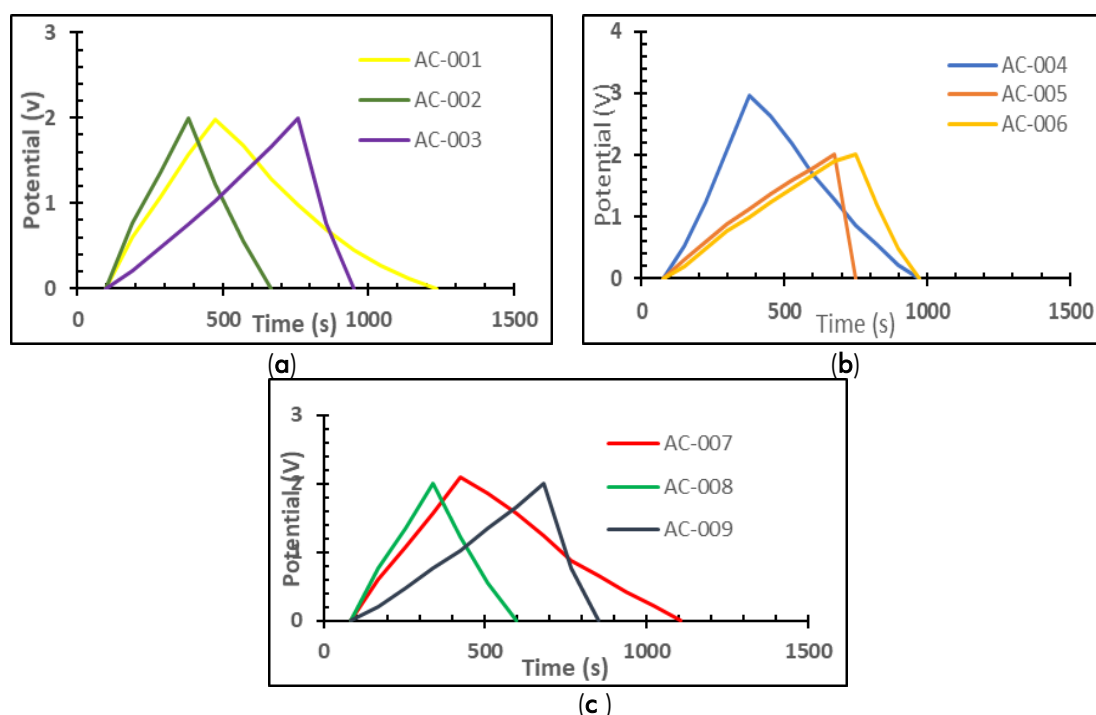 3
2
1
0
Potential (v)
AC-001
AC-002
AC-003
0
500
1000
1500
Time (s)
(a)
4
3
2
1
0
Potential (V)
AC-004
AC-005
AC-006
0
500
1000
1500
Time (s)
(b)
3
2
1
0
Potential (V)
AC-007
AC-008
AC-009
0
500
1000
1500
Time (s)
(c )